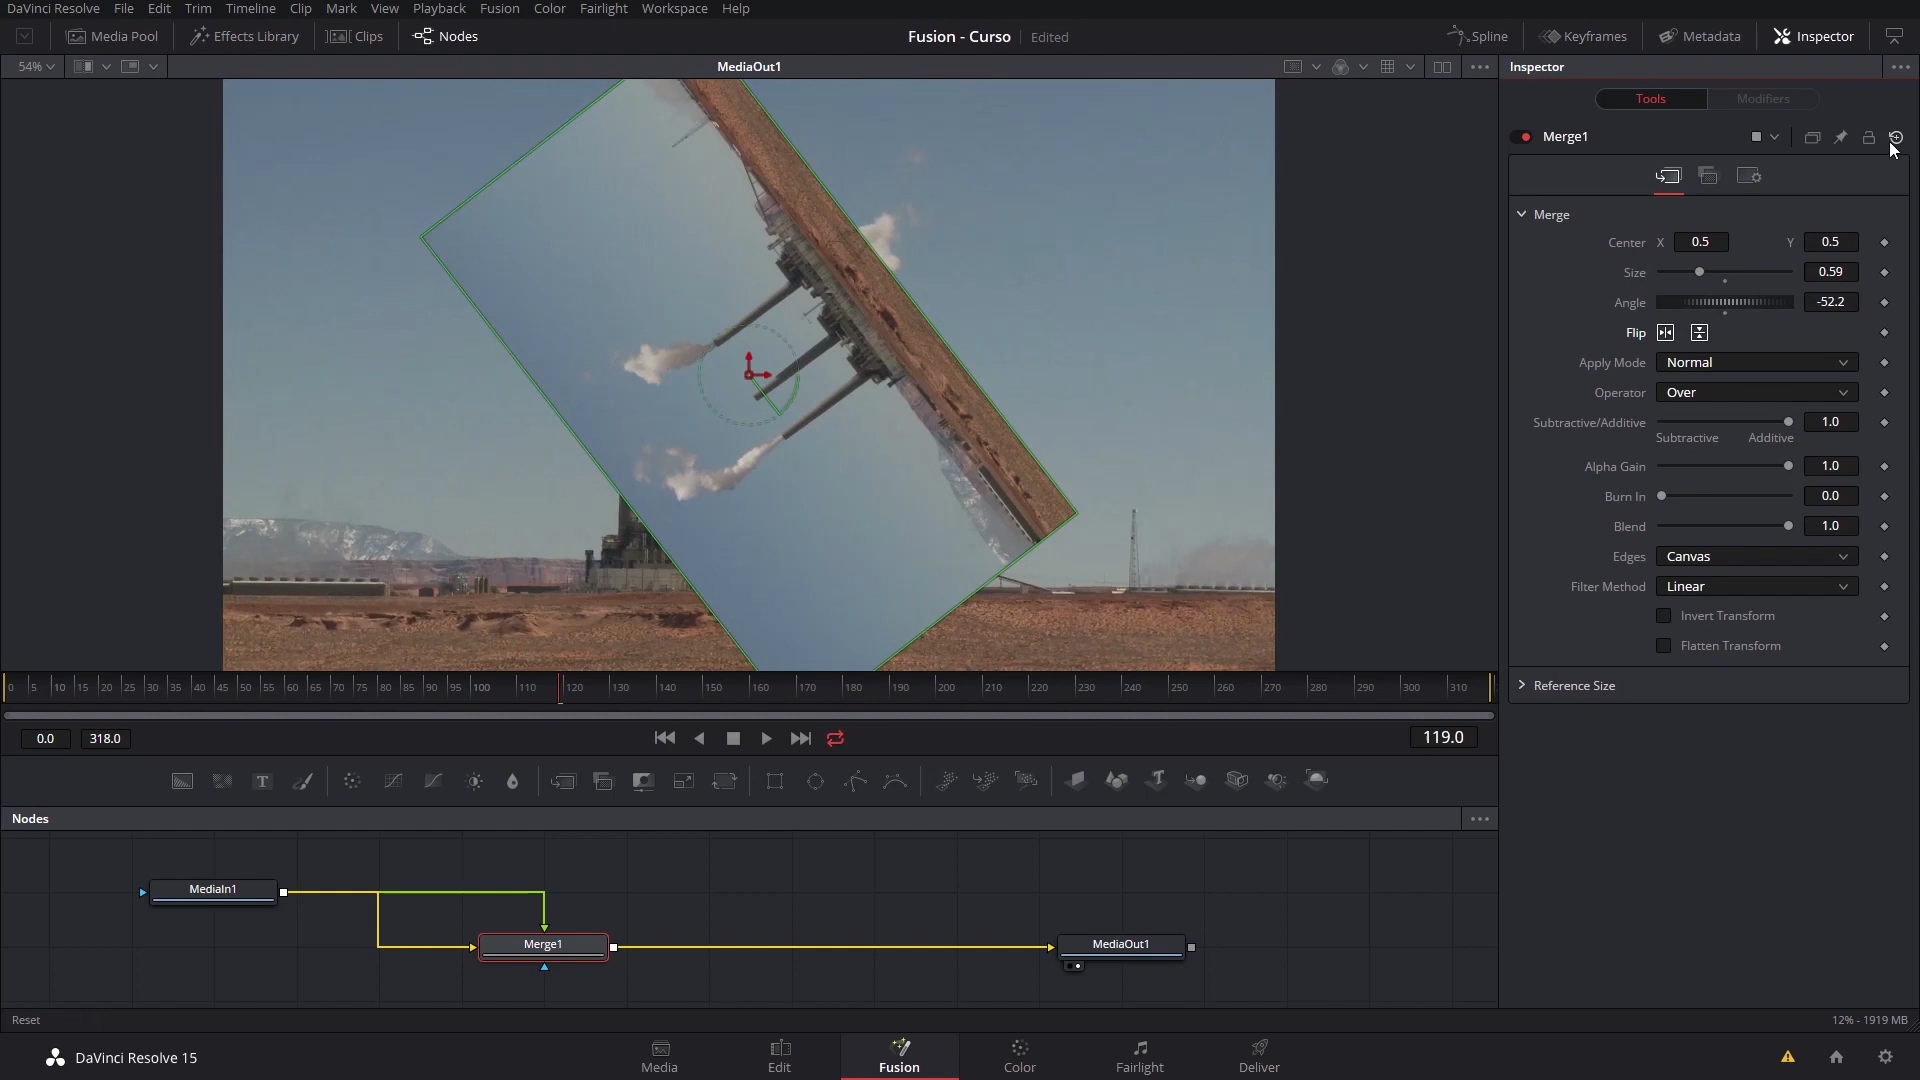 DaVinci Resolve File Edit Trim Timeline Clip Mark View Playback Fusion Color Fairlight Workspace Help
Media Pool Effects Library Clips Nodes Fusion - Curso Edited Spline Keyframes Metadata Inspector
54% MediaOut1 Inspector
Tools Modifiers
Merge1
Merge
Center X 0.5 Y 0.5
Size 0.59
Angle -52.2
Flip
Apply Mode Normal
Operator Over
Subtractive/Additive 1.0
Subtractive Additive
Alpha Gain 1.0
Burn In 0.0
Blend 1.0
Edges Canvas
Filter Method Linear
Invert Transform
Flatten Transform
Reference Size
0 5 10 15 20 25 30 35 40 45 50 55 60 65 70 75 80 85 90 95 100 110 120 130 140 150 160 170 180 190 200 210 220 230 240 250 260 270 280 290 300 310
0.0 318.0 119.0
T
Nodes
MediaIn1
Merge1 MediaOut1
Reset 12% - 1919 MB
DaVinci Resolve 15 Media Edit Fusion Color Fairlight Deliver